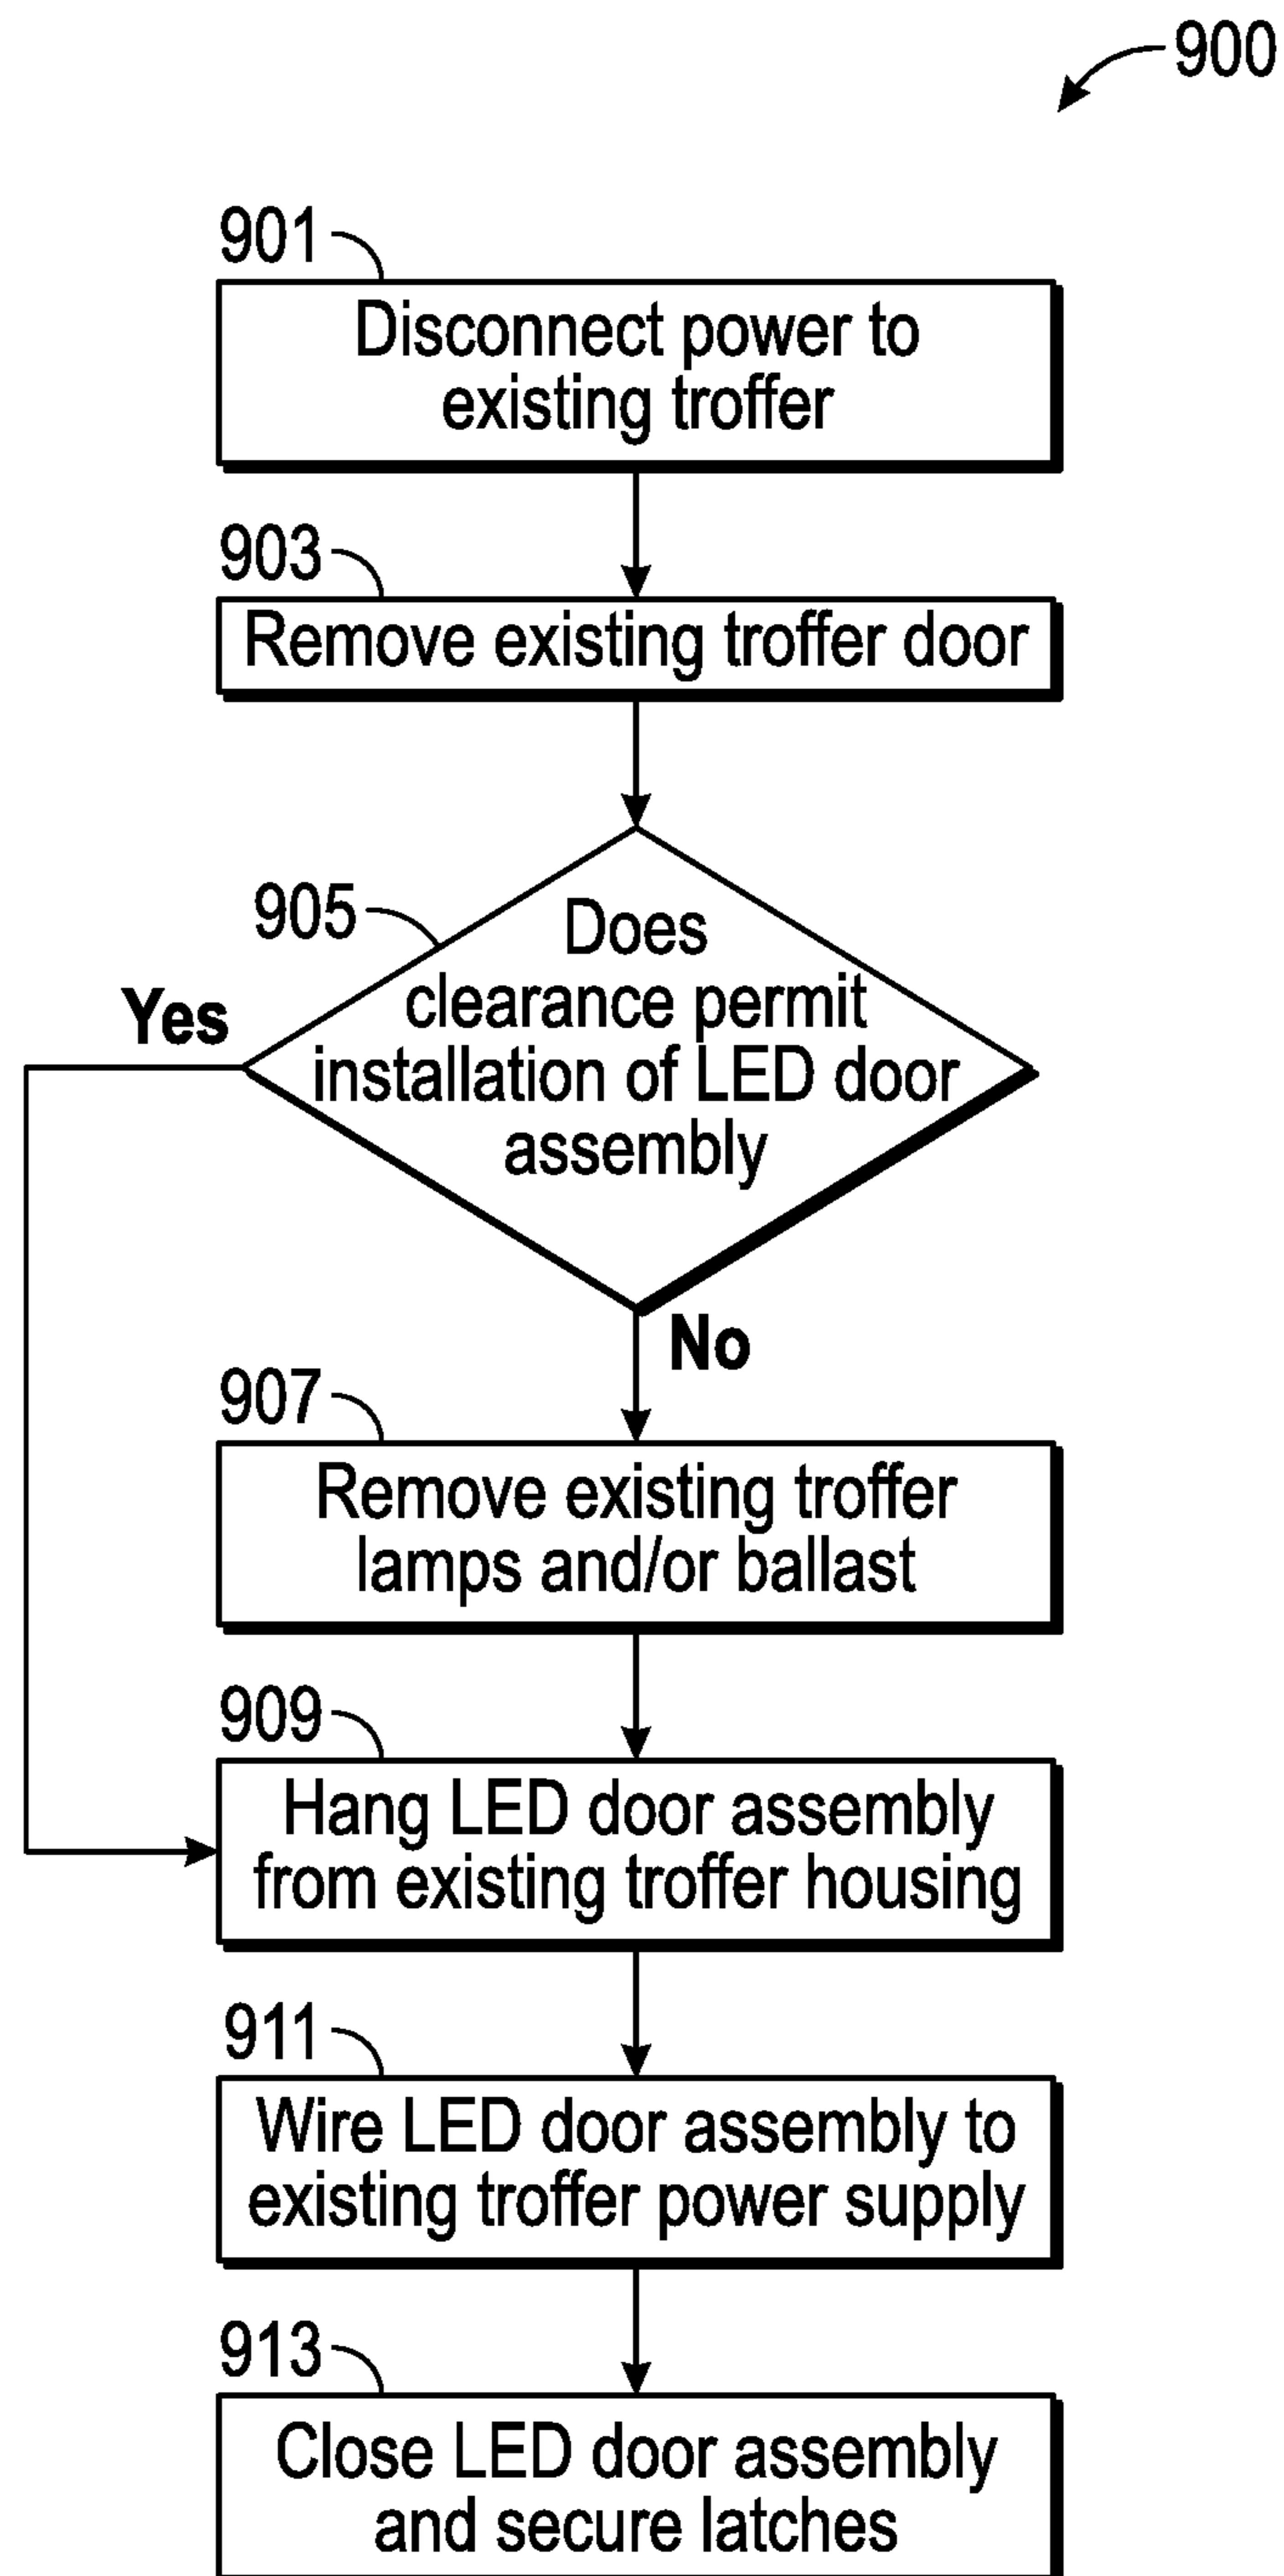 900
901
Disconnect power to
existing troffer
903
Remove existing troffer door
905
Does
clearance permit
installation of LED door
assembly
Yes
No
907
Remove existing troffer
lamps and/or ballast
909
Hang LED door assembly
from existing troffer housing
911
Wire LED door assembly to
existing troffer power supply
913
Close LED door assembly
and secure latches